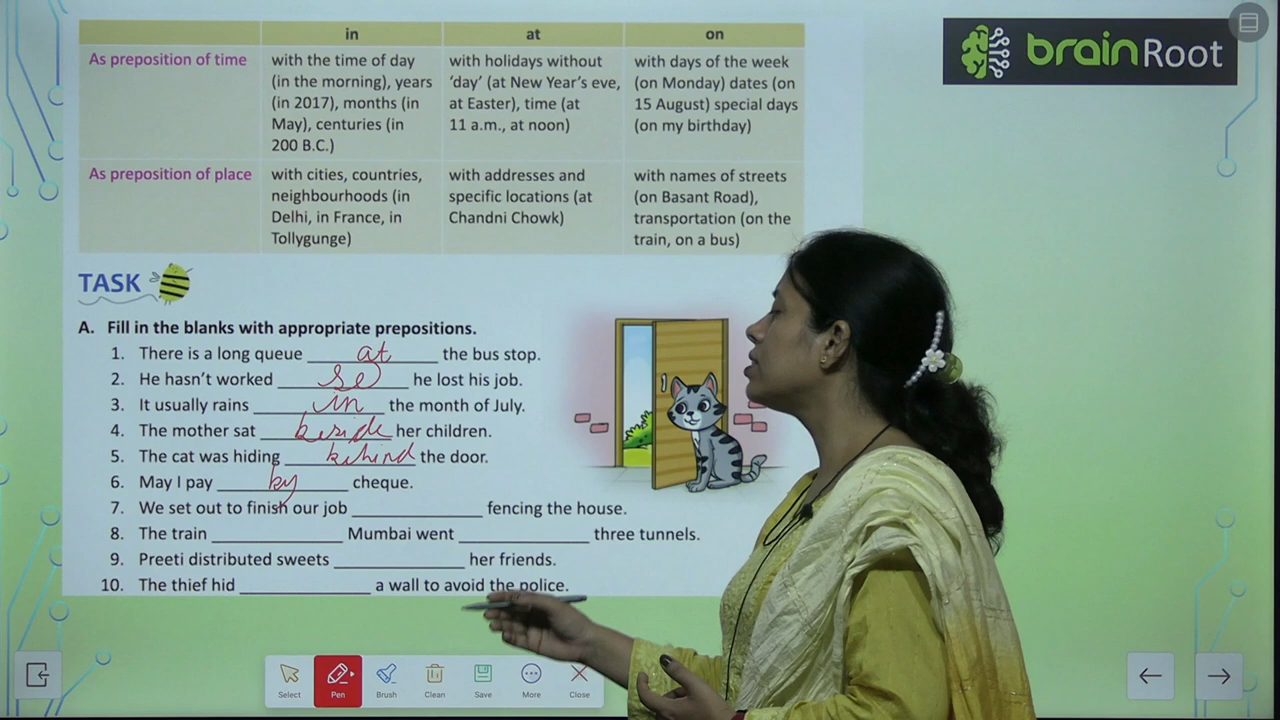 brainRoot
in at on
As preposition of time
with the time of day
(in the morning), years
(in 2017), months (in
May), centuries (in
200 B.C.)
with holidays without
‘day’ (at New Year’s eve,
at Easter), time (at
11 a.m., at noon)
with days of the week
(on Monday) dates (on
15 August) special days
(on my birthday)
As preposition of place
with cities, countries,
neighbourhoods (in
Delhi, in France, in
Tollygunge)
with addresses and
specific locations (at
Chandni Chowk)
with names of streets
(on Basant Road),
transportation (on the
train, on a bus)
TASK
A. Fill in the blanks with appropriate prepositions.
1. There is a long queue at the bus stop.
2. He hasn’t worked he lost his job.
3. It usually rains in the month of July.
4. The mother sat beside her children.
5. The cat was hiding behind the door.
6. May I pay by cheque.
7. We set out to finish our job ____________ fencing the house.
8. The train ____________ Mumbai went ____________ three tunnels.
9. Preeti distributed sweets ____________ her friends.
10. The thief hid ____________ a wall to avoid the police.
Select Pen Brush Clean Save More Close